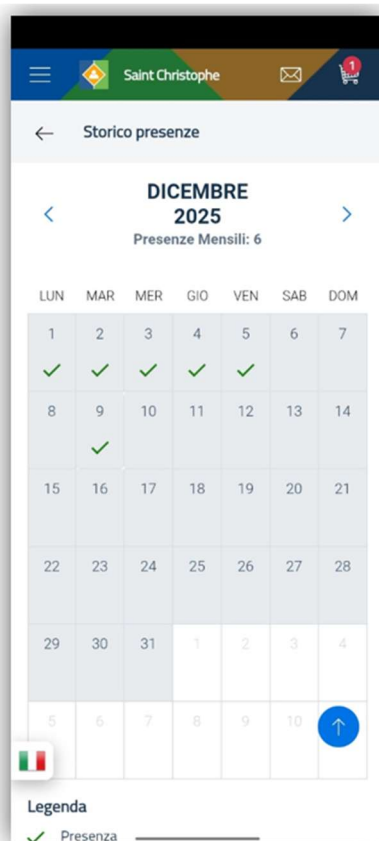 Saint Christophe
1
Storico presenze
DICEMBRE
2025
Presenze Mensili: 6
LUN MAR MER GIO VEN SAB DOM
1 2 3 4 5 6 7
8 9 10 11 12 13 14
15 16 17 18 19 20 21
22 23 24 25 26 27 28
29 30 31 1 2 3 4
5 6 7 8 9 10
Legenda
Presenza